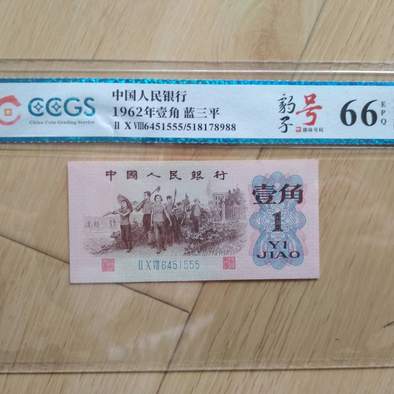 CCGS
China Coin Grading Service
中国人民银行
1962年壹角 蓝三平
II X VIII6451555/518178988
豹子号
66 EPQ
中國人民銀行
壹角
1
YI
JIAO
II X VIII 6451555